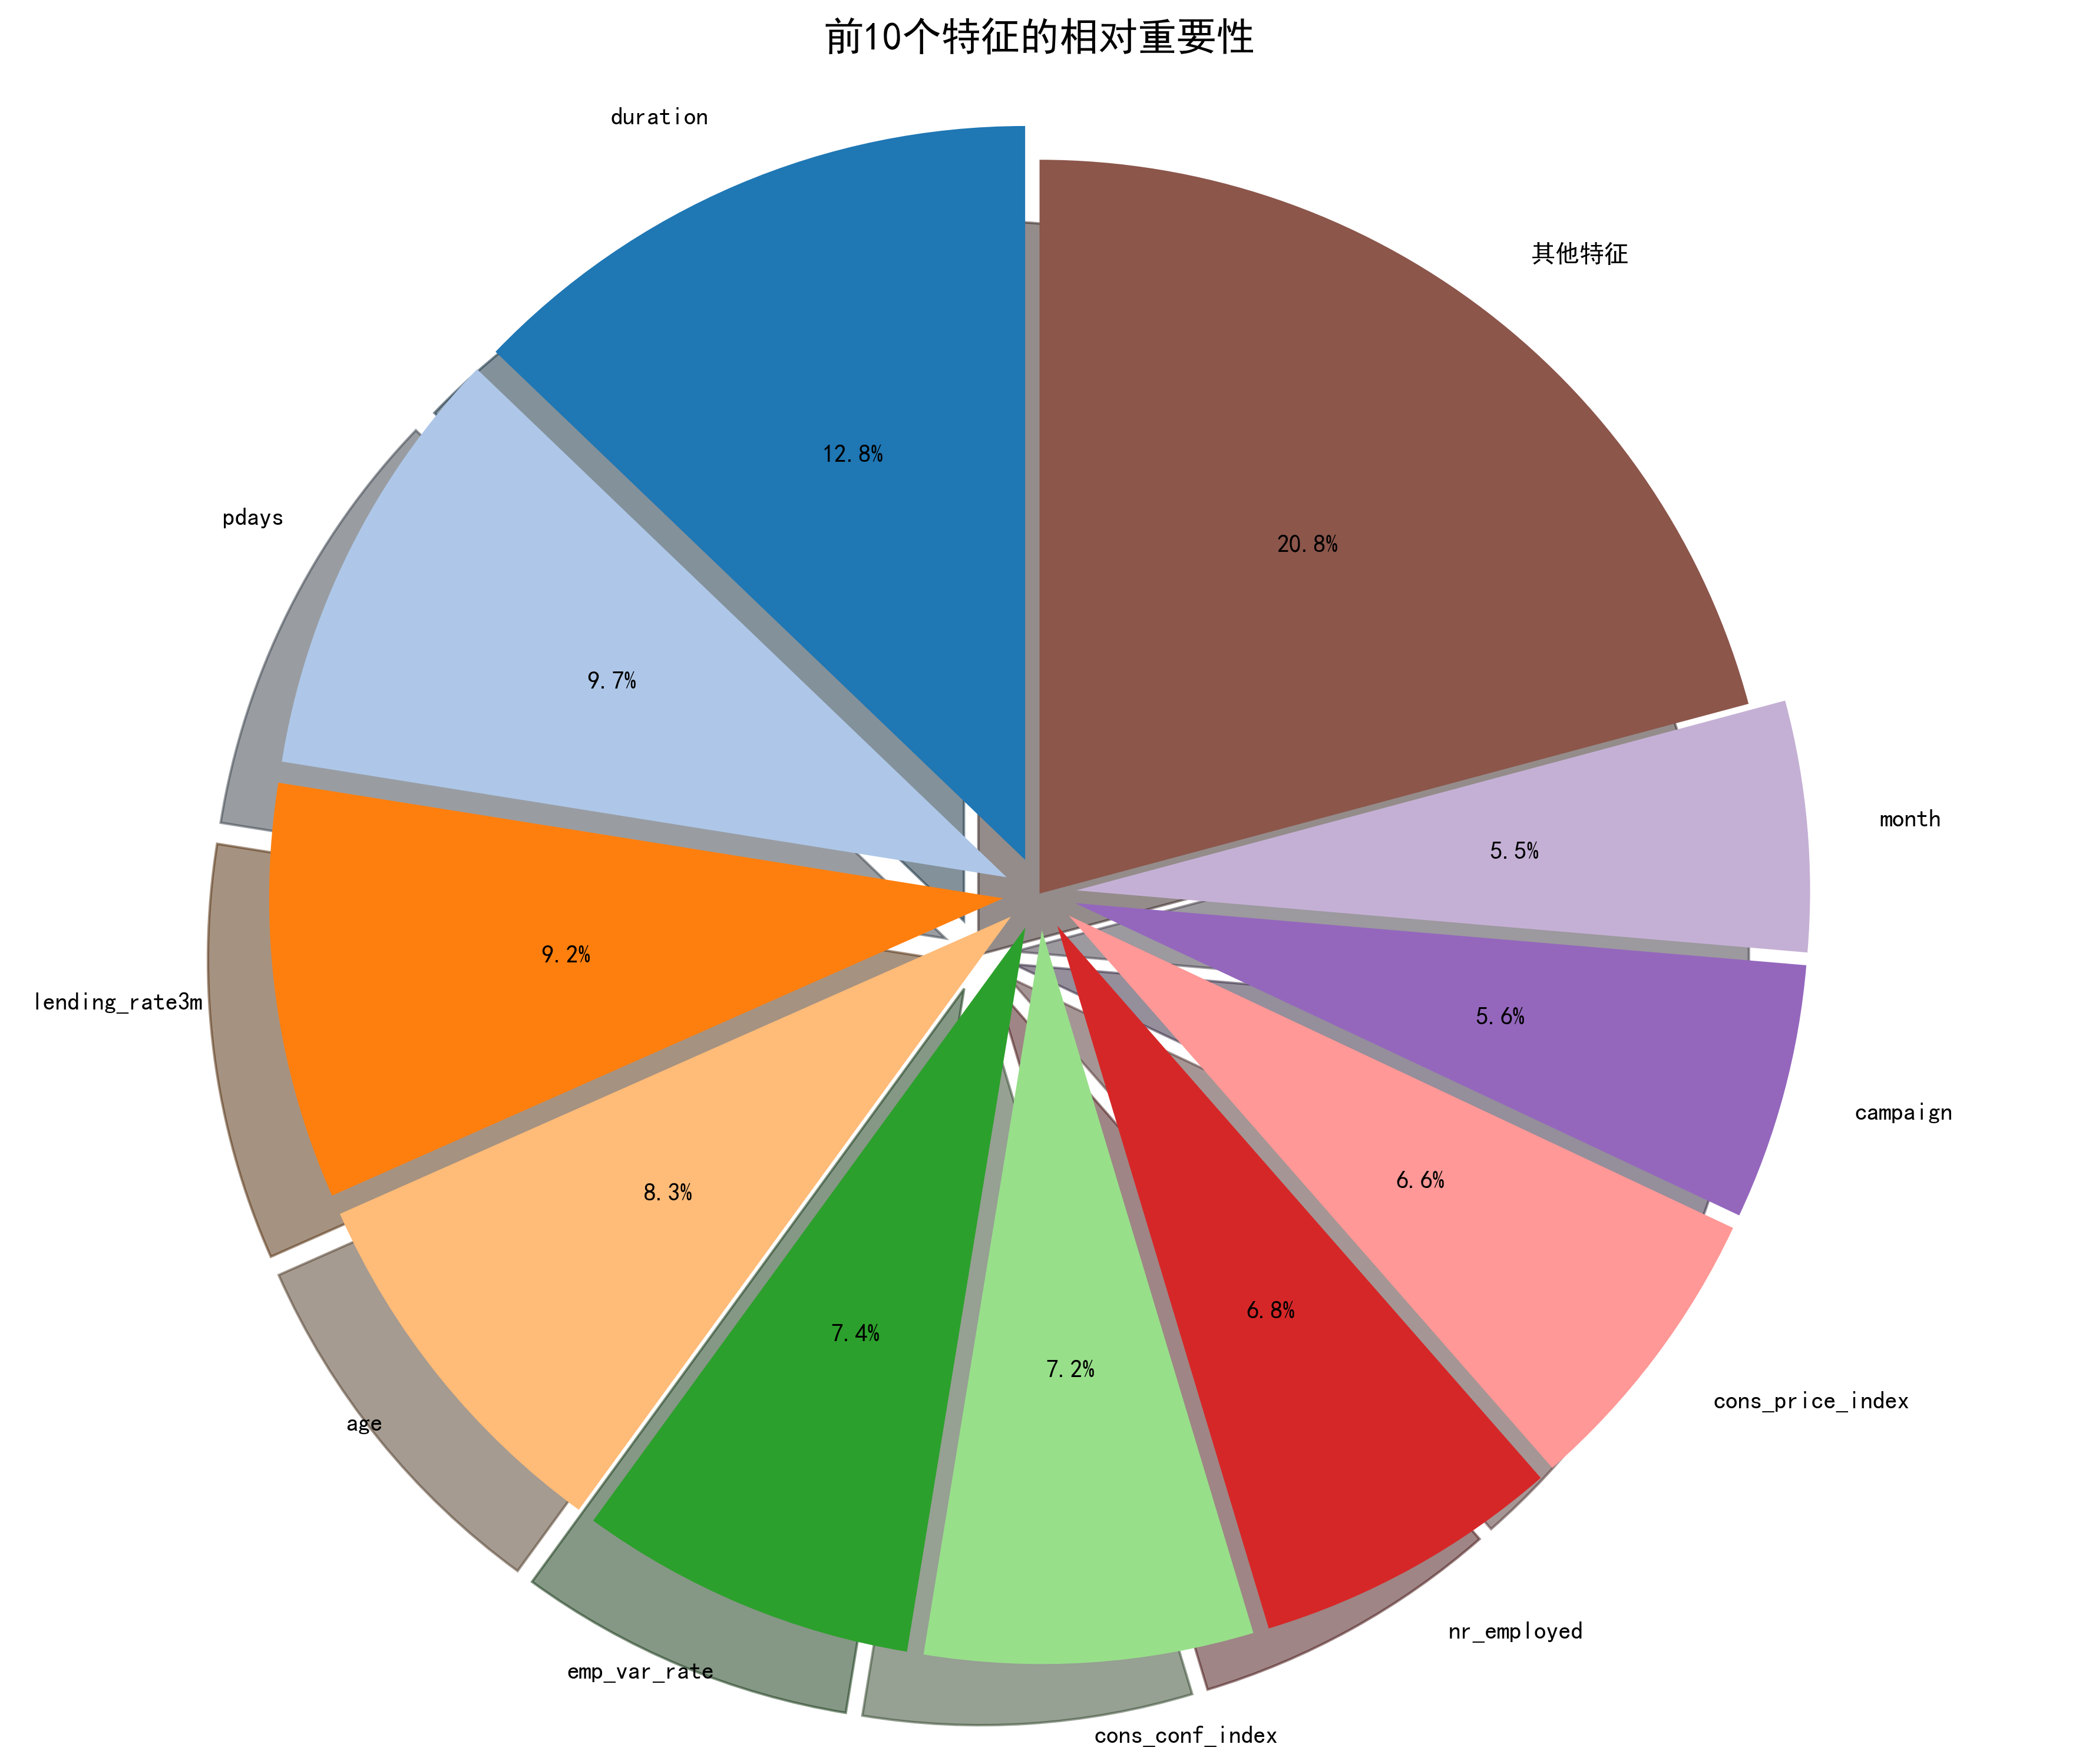 前10个特征的相对重要性
duration
其他特征
12.8%
20.8%
pdays
9.7%
month
5.5%
9.2%
lending_rate3m
5.6%
campaign
8.3%
6.6%
age
7.4%
6.8%
7.2%
cons_price_index
nr_employed
emp_var_rate
cons_conf_index